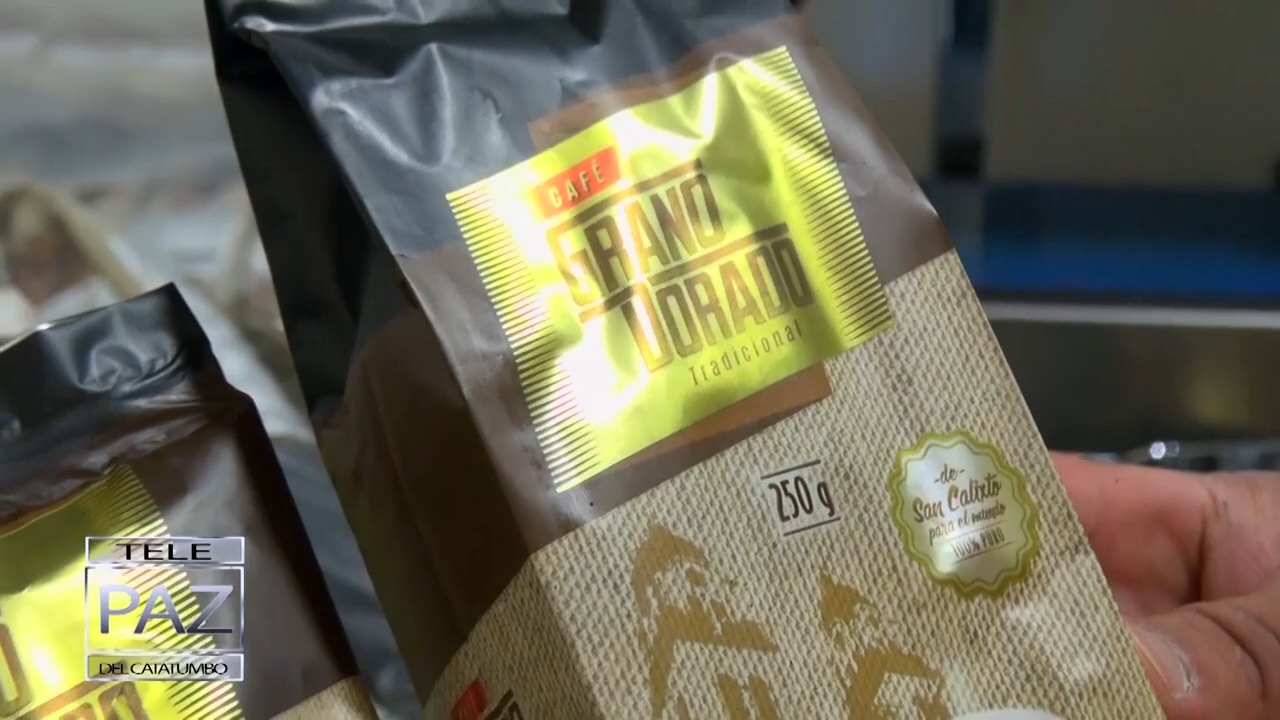 CAFÉ
GRANO
DORADO
Tradicional
250 g
-de-
San Calixto
para el mundo
100% PURO
TELE
PAZ
DEL CATATUMBO